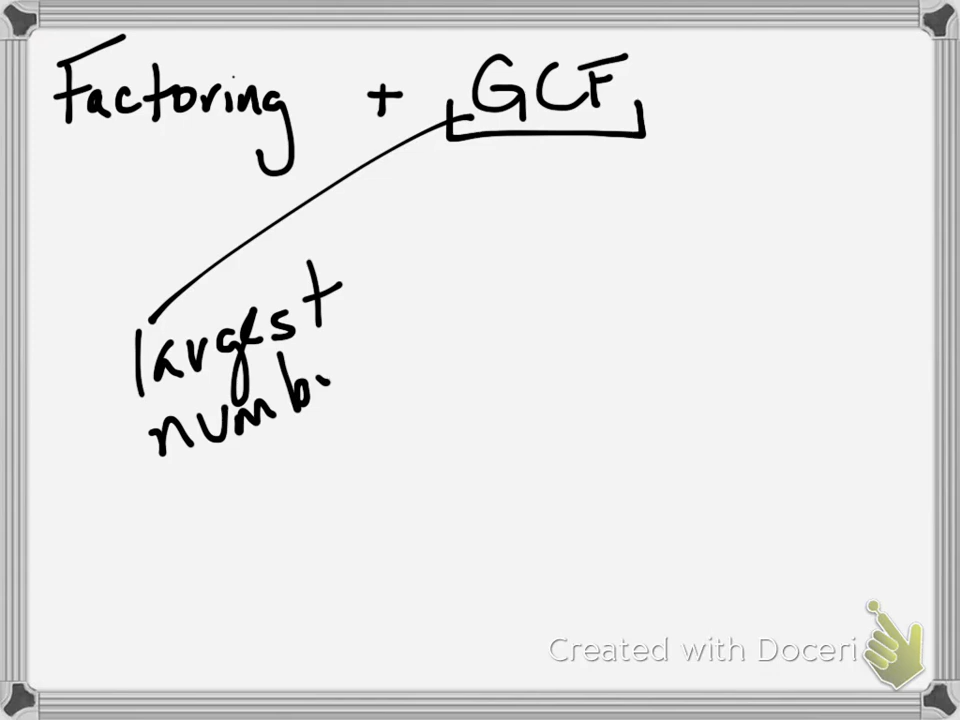 Factoring + GCF
largest
numb
Created with Doceri